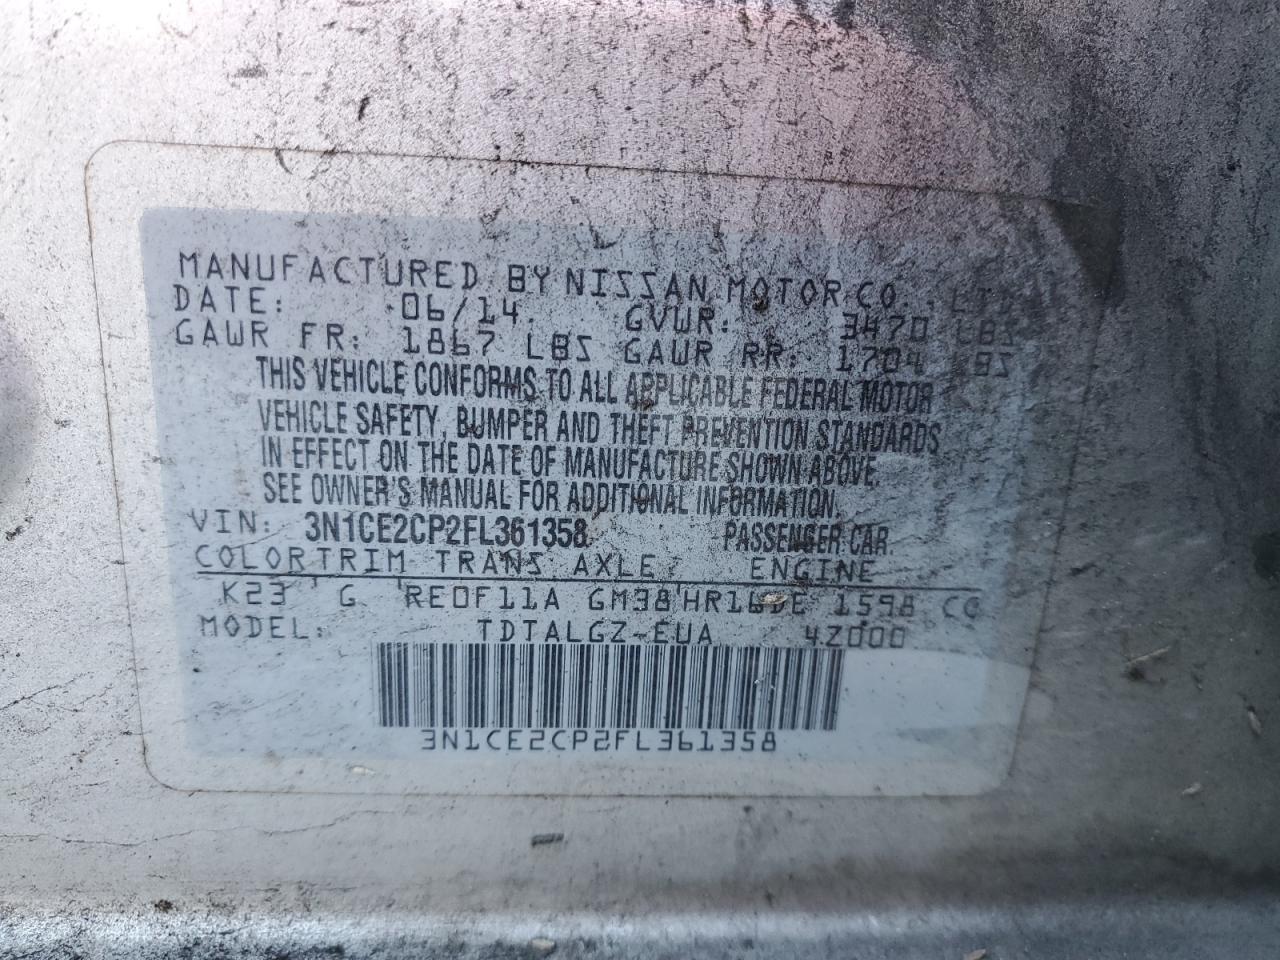 MANUFACTURED BY NISSAN MOTOR CO., LTD.
DATE: 06/14 GVWR: 3470 LBS
GAWR FR: 1867 LBS GAWR RR: 1704 LBS
THIS VEHICLE CONFORMS TO ALL APPLICABLE FEDERAL MOTOR
VEHICLE SAFETY, BUMPER AND THEFT PREVENTION STANDARDS
IN EFFECT ON THE DATE OF MANUFACTURE SHOWN ABOVE.
SEE OWNER'S MANUAL FOR ADDITIONAL INFORMATION.
VIN: 3N1CE2CP2FL361358 PASSENGER CAR
COLOR TRIM TRANS AXLE ENGINE
K23 G RE0F11A GM38 HR16DE 1598 CC
MODEL: TDTALGZ-EUA 4Z000
3N1CE2CP2FL361358